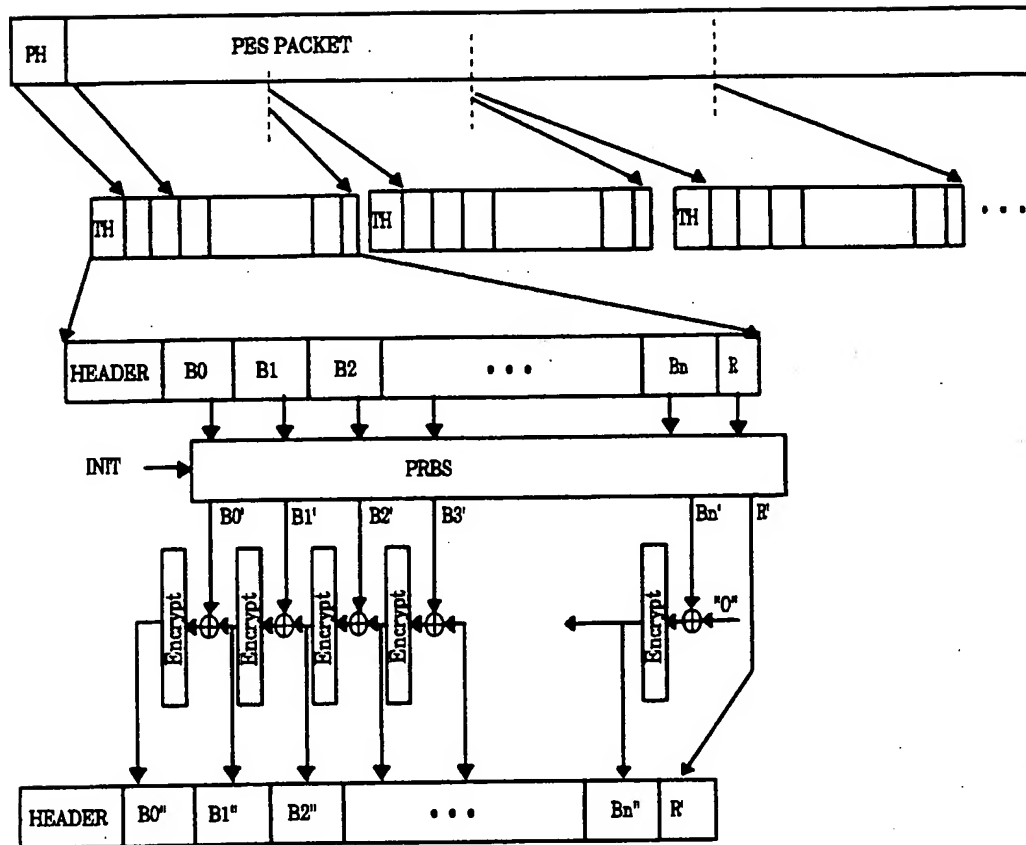 PH PES PACKET
TH TH TH • • •
HEADER B0 B1 B2 • • • Bn R
INIT PRBS
B0' B1' B2' B3' Bn' R'
Encrypt Encrypt Encrypt Encrypt Encrypt "0"
HEADER B0" B1" B2" • • • Bn" R'